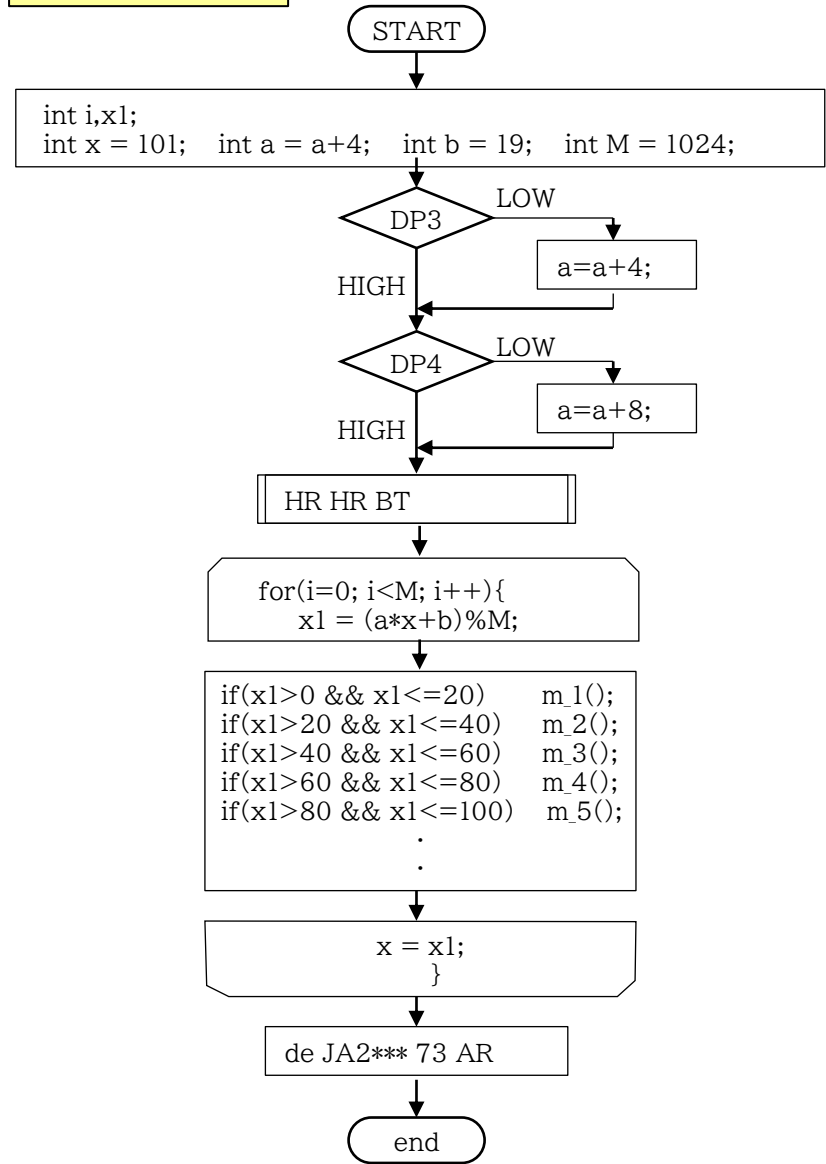 START
int i,x1;
int x = 101; int a = a+4; int b = 19; int M = 1024;
DP3
LOW
a=a+4;
HIGH
DP4
LOW
a=a+8;
HIGH
HR HR BT
for(i=0; i<M; i++){
x1 = (a*x+b)%M;
if(x1>0 && x1<=20) m_1();
if(x1>20 && x1<=40) m_2();
if(x1>40 && x1<=60) m_3();
if(x1>60 && x1<=80) m_4();
if(x1>80 && x1<=100) m_5();
.
.
x = x1;
}
de JA2*** 73 AR
end